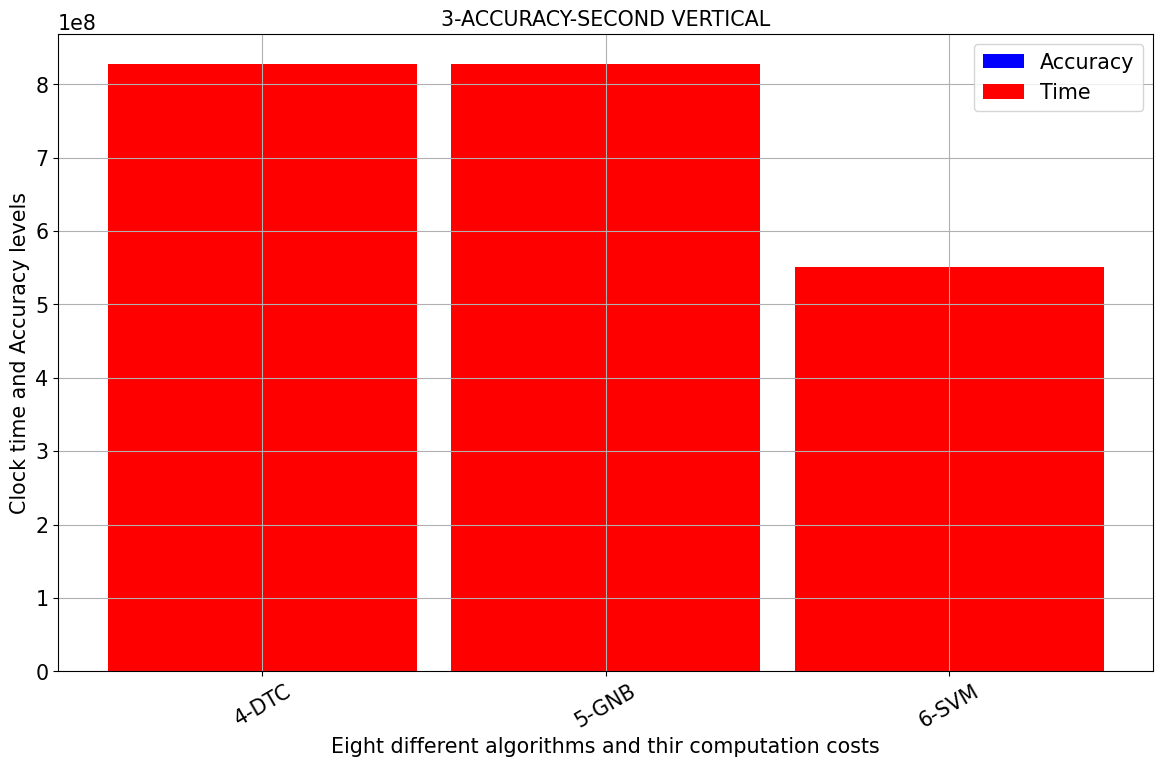 3-ACCURACY-SECOND VERTICAL
1e8
Accuracy
Time
8
7
6
5
4
3
2
1
0
Clock time and Accuracy levels
4-DTC
5-GNB
6-SVM
Eight different algorithms and thir computation costs